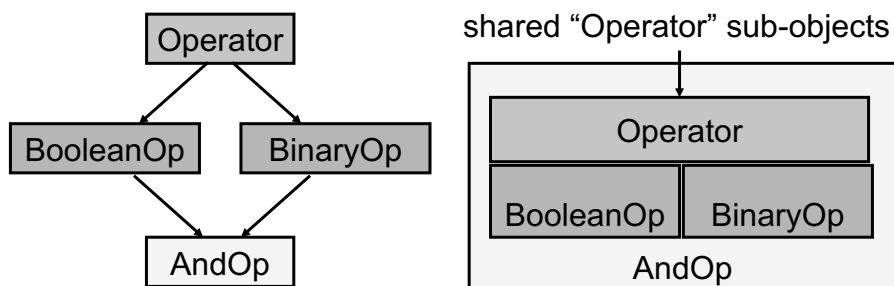 Operator
BooleanOp
BinaryOp
AndOp
shared “Operator” sub-objects
Operator
BooleanOp
BinaryOp
AndOp